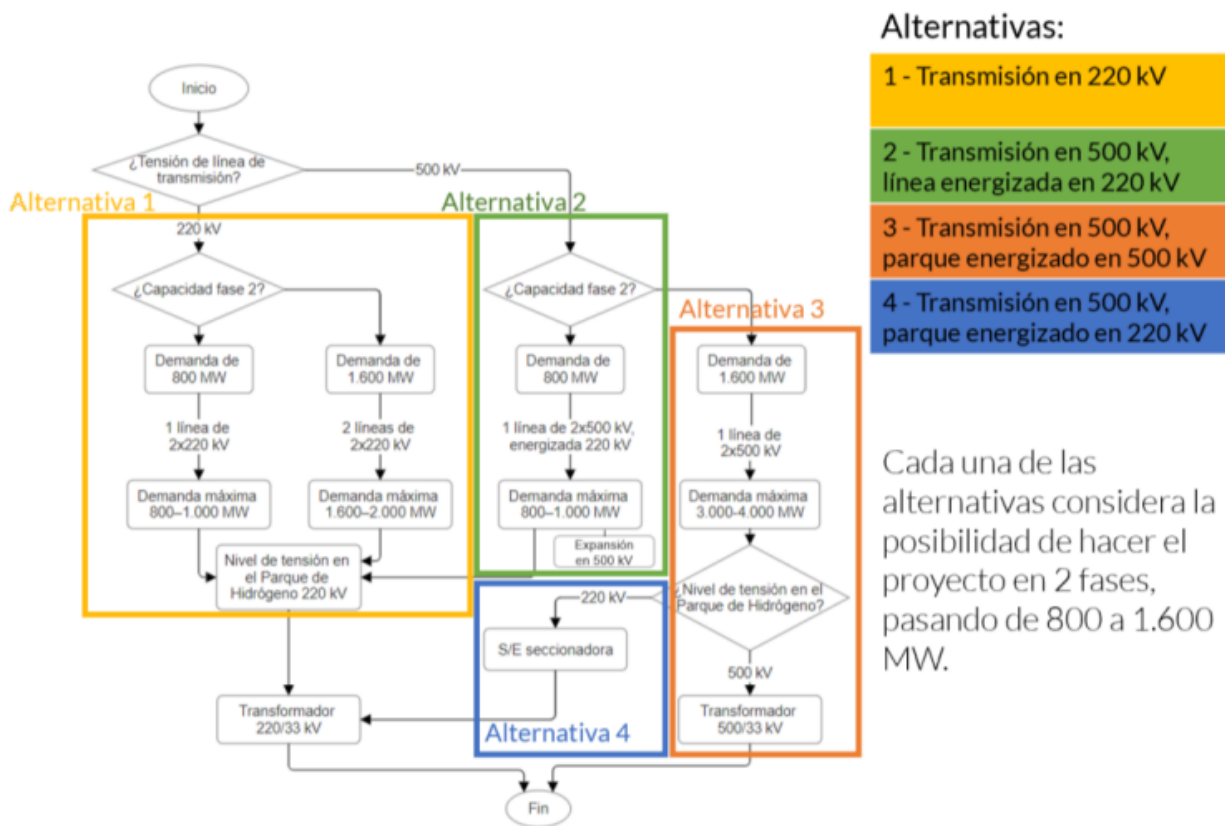 Alternativas:
1 - Transmisión en 220 kV
2 - Transmisión en 500 kV,
línea energizada en 220 kV
3 - Transmisión en 500 kV,
parque energizado en 500 kV
4 - Transmisión en 500 kV,
parque energizado en 220 kV
Cada una de las
alternativas considera la
posibilidad de hacer el
proyecto en 2 fases,
pasando de 800 a 1.600
MW.
Inicio
¿Tensión de línea de
transmisión?
500 kV
220 kV
Alternativa 1
¿Capacidad fase 2?
Demanda de
800 MW
Demanda de
1.600 MW
1 línea de
2x220 kV
2 líneas de
2x220 kV
Demanda máxima
800–1.000 MW
Demanda máxima
1.600–2.000 MW
Nivel de tensión en
el Parque de
Hidrógeno 220 kV
Alternativa 2
¿Capacidad fase 2?
Demanda de
800 MW
1 línea de 2x500 kV,
energizada 220 kV
Demanda máxima
800–1.000 MW
Expansión
en 500 kV
Alternativa 3
Demanda de
1.600 MW
1 línea de
2x500 kV
Demanda máxima
3.000-4.000 MW
¿Nivel de tensión en el
Parque de Hidrógeno?
220 kV
S/E seccionadora
Alternativa 4
500 kV
Transformador
500/33 kV
Transformador
220/33 kV
Fin